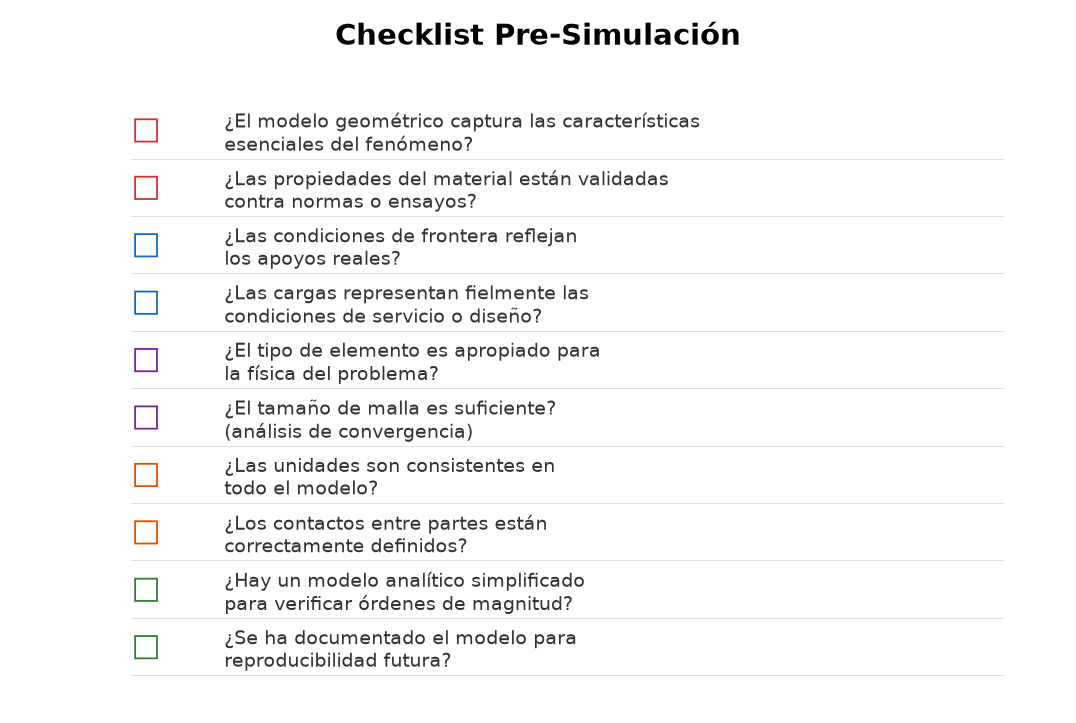 Checklist Pre-Simulación
¿El modelo geométrico captura las características
esenciales del fenómeno?
¿Las propiedades del material están validadas
contra normas o ensayos?
¿Las condiciones de frontera reflejan
los apoyos reales?
¿Las cargas representan fielmente las
condiciones de servicio o diseño?
¿El tipo de elemento es apropiado para
la física del problema?
¿El tamaño de malla es suficiente?
(análisis de convergencia)
¿Las unidades son consistentes en
todo el modelo?
¿Los contactos entre partes están
correctamente definidos?
¿Hay un modelo analítico simplificado
para verificar órdenes de magnitud?
¿Se ha documentado el modelo para
reproducibilidad futura?